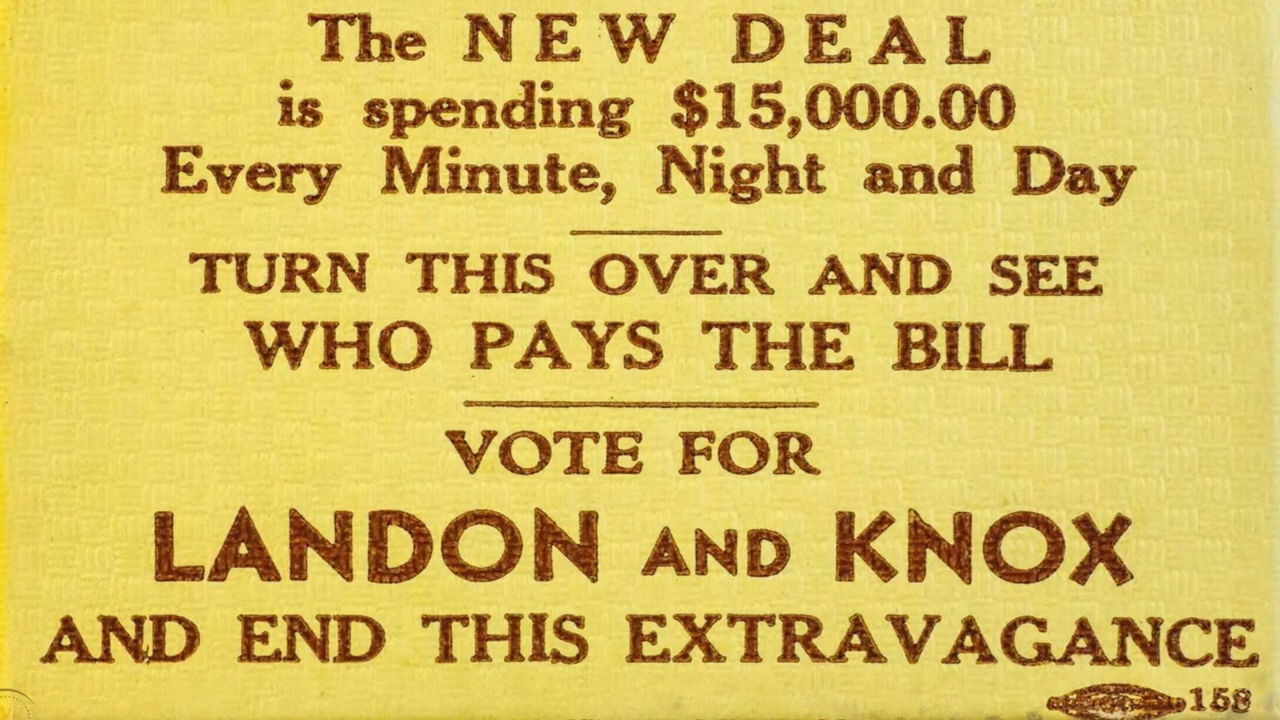 The NEW DEAL
is spending $15,000.00
Every Minute, Night and Day
TURN THIS OVER AND SEE
WHO PAYS THE BILL
VOTE FOR
LANDON AND KNOX
AND END THIS EXTRAVAGANCE
158